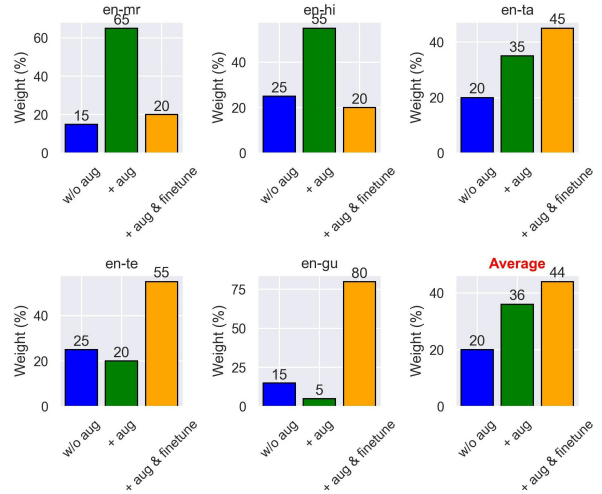 en-mr
en-hi
en-ta
Weight (%)
60
40
20
0
15
65
20
w/o aug
+ aug
+ aug & finetune
Weight (%)
40
20
0
25
55
20
w/o aug
+ aug
+ aug & finetune
Weight (%)
40
20
0
20
35
45
w/o aug
+ aug
+ aug & finetune
en-te
en-gu
Average
Weight (%)
40
20
0
25
20
55
w/o aug
+ aug
+ aug & finetune
Weight (%)
75
50
25
0
15
5
80
w/o aug
+ aug
+ aug & finetune
Weight (%)
40
20
0
20
36
44
w/o aug
+ aug
+ aug & finetune